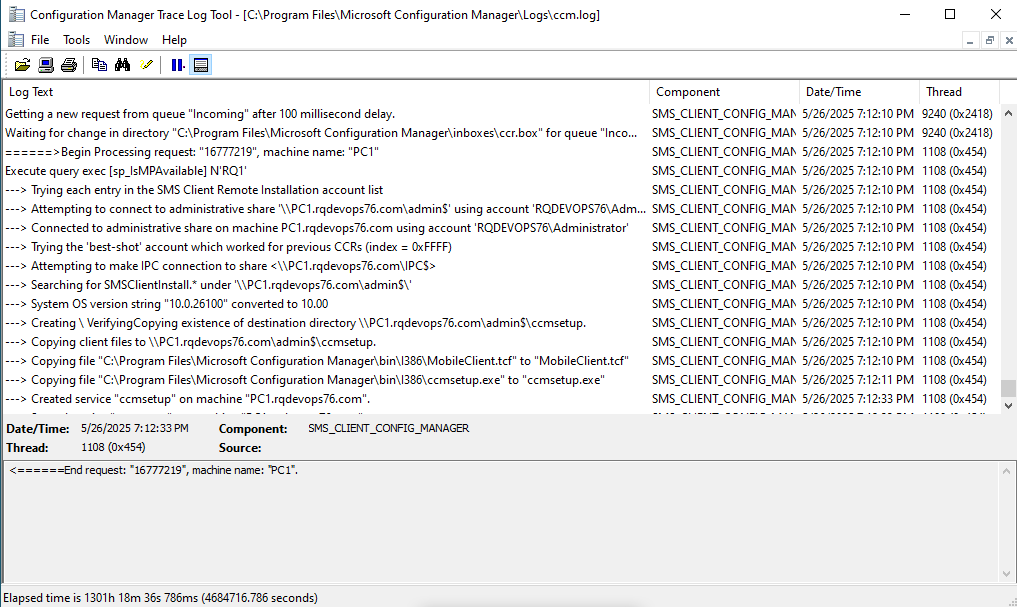 Configuration Manager Trace Log Tool - [C:\Program Files\Microsoft Configuration Manager\Logs\ccm.log]
File Tools Window Help
Log Text Component Date/Time Thread
Getting a new request from queue "Incoming" after 100 millisecond delay. SMS_CLIENT_CONFIG_MAN 5/26/2025 7:12:10 PM 9240 (0x2418)
Waiting for change in directory "C:\Program Files\Microsoft Configuration Manager\inboxes\ccr.box" for queue "Inco... SMS_CLIENT_CONFIG_MAN 5/26/2025 7:12:10 PM 9240 (0x2418)
======>Begin Processing request: "16777219", machine name: "PC1" SMS_CLIENT_CONFIG_MAN 5/26/2025 7:12:10 PM 1108 (0x454)
Execute query exec [sp_IsMPAvailable] N'RQ1' SMS_CLIENT_CONFIG_MAN 5/26/2025 7:12:10 PM 1108 (0x454)
---> Trying each entry in the SMS Client Remote Installation account list SMS_CLIENT_CONFIG_MAN 5/26/2025 7:12:10 PM 1108 (0x454)
---> Attempting to connect to administrative share '\\PC1.rqdevops76.com\admin$' using account 'RQDEVOPS76\Adm... SMS_CLIENT_CONFIG_MAN 5/26/2025 7:12:10 PM 1108 (0x454)
---> Connected to administrative share on machine PC1.rqdevops76.com using account 'RQDEVOPS76\Administrator' SMS_CLIENT_CONFIG_MAN 5/26/2025 7:12:10 PM 1108 (0x454)
---> Trying the 'best-shot' account which worked for previous CCRs (index = 0xFFFF) SMS_CLIENT_CONFIG_MAN 5/26/2025 7:12:10 PM 1108 (0x454)
---> Attempting to make IPC connection to share <\\PC1.rqdevops76.com\IPC$> SMS_CLIENT_CONFIG_MAN 5/26/2025 7:12:10 PM 1108 (0x454)
---> Searching for SMSClientInstall.* under '\\PC1.rqdevops76.com\admin$\' SMS_CLIENT_CONFIG_MAN 5/26/2025 7:12:10 PM 1108 (0x454)
---> System OS version string "10.0.26100" converted to 10.00 SMS_CLIENT_CONFIG_MAN 5/26/2025 7:12:10 PM 1108 (0x454)
---> Creating \ VerifyingCopying existence of destination directory \\PC1.rqdevops76.com\admin$\ccmsetup. SMS_CLIENT_CONFIG_MAN 5/26/2025 7:12:10 PM 1108 (0x454)
---> Copying client files to \\PC1.rqdevops76.com\admin$\ccmsetup. SMS_CLIENT_CONFIG_MAN 5/26/2025 7:12:10 PM 1108 (0x454)
---> Copying file "C:\Program Files\Microsoft Configuration Manager\bin\I386\MobileClient.tcf" to "MobileClient.tcf" SMS_CLIENT_CONFIG_MAN 5/26/2025 7:12:10 PM 1108 (0x454)
---> Copying file "C:\Program Files\Microsoft Configuration Manager\bin\I386\ccmsetup.exe" to "ccmsetup.exe" SMS_CLIENT_CONFIG_MAN 5/26/2025 7:12:11 PM 1108 (0x454)
---> Created service "ccmsetup" on machine "PC1.rqdevops76.com". SMS_CLIENT_CONFIG_MAN 5/26/2025 7:12:33 PM 1108 (0x454)
Date/Time: 5/26/2025 7:12:33 PM Component: SMS_CLIENT_CONFIG_MANAGER
Thread: 1108 (0x454) Source:
<======End request: "16777219", machine name: "PC1".
Elapsed time is 1301h 18m 36s 786ms (4684716.786 seconds)